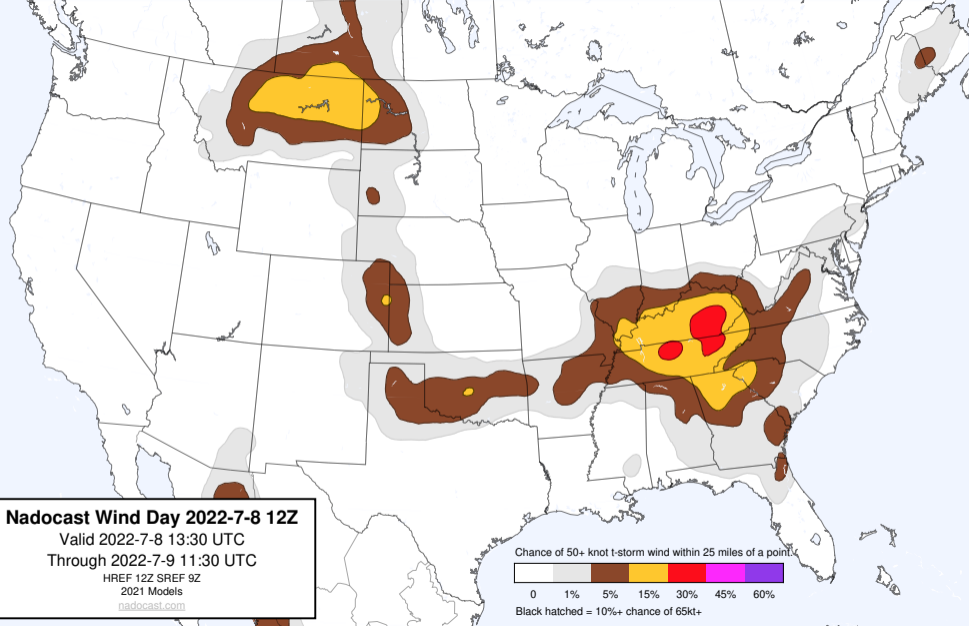 Nadocast Wind Day 2022-7-8 12Z
Valid 2022-7-8 13:30 UTC
Through 2022-7-9 11:30 UTC
HREF 12Z SREF 9Z
2021 Models
nadocast.com
Chance of 50+ knot t-storm wind within 25 miles of a point.
0 1% 5% 15% 30% 45% 60%
Black hatched = 10%+ chance of 65kt+